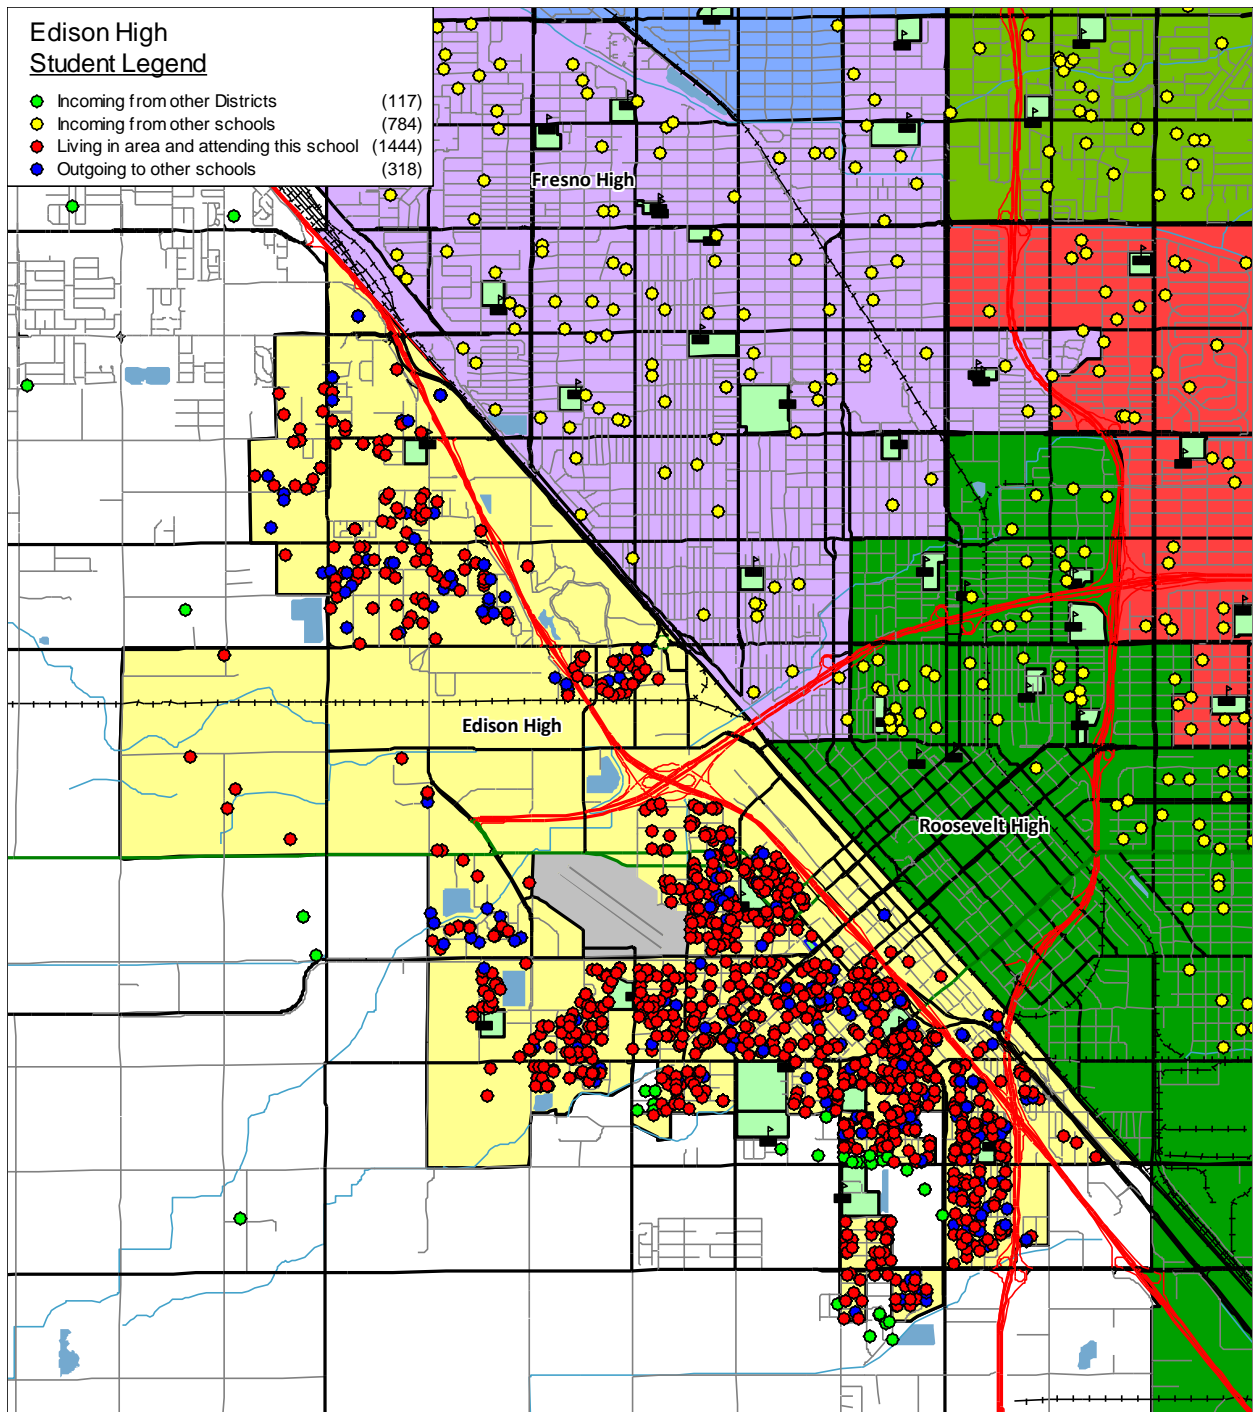 Edison High
Student Legend
Incoming from other Districts (117)
Incoming from other schools (784)
Living in area and attending this school (1444)
Outgoing to other schools (318)
Fresno High
Edison High
Roosevelt High